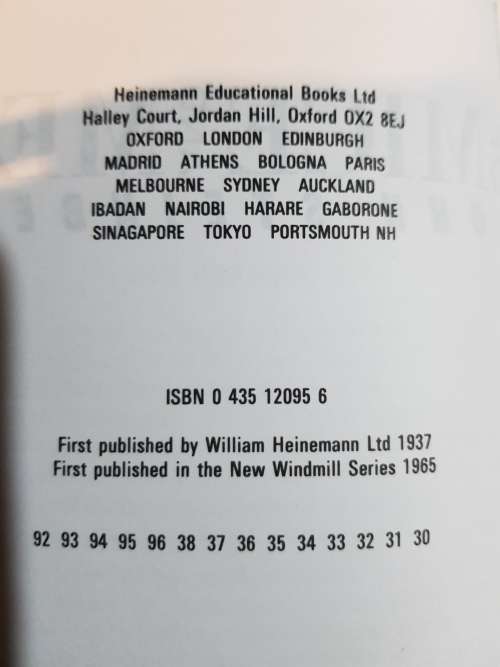 Heinemann Educational Books Ltd
Halley Court, Jordan Hill, Oxford OX2 8EJ
OXFORD LONDON EDINBURGH
MADRID ATHENS BOLOGNA PARIS
MELBOURNE SYDNEY AUCKLAND
IBADAN NAIROBI HARARE GABORONE
SINAGAPORE TOKYO PORTSMOUTH NH
ISBN 0 435 12095 6
First published by William Heinemann Ltd 1937
First published in the New Windmill Series 1965
92 93 94 95 96 38 37 36 35 34 33 32 31 30